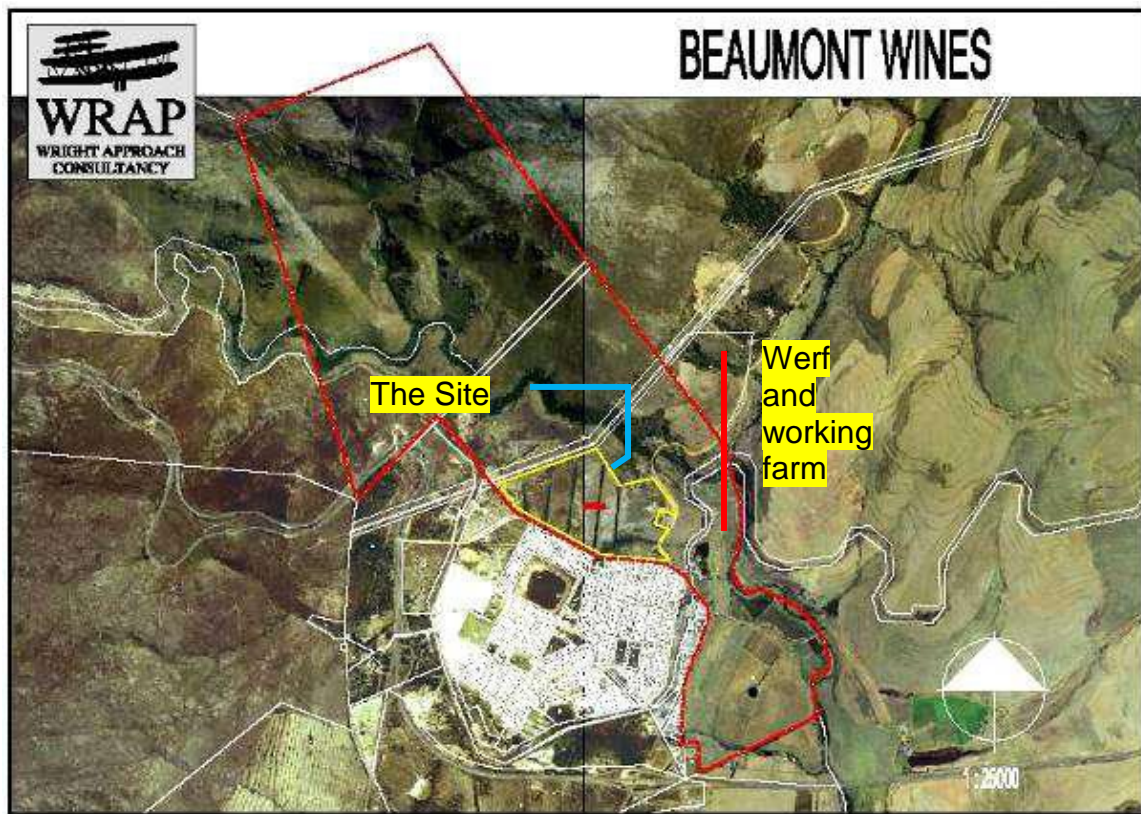 BEAUMONT WINES
WRAP
WRIGHT APPROACH
CONSULTANCY
The Site
Werf
and
working
farm
1 : 25000